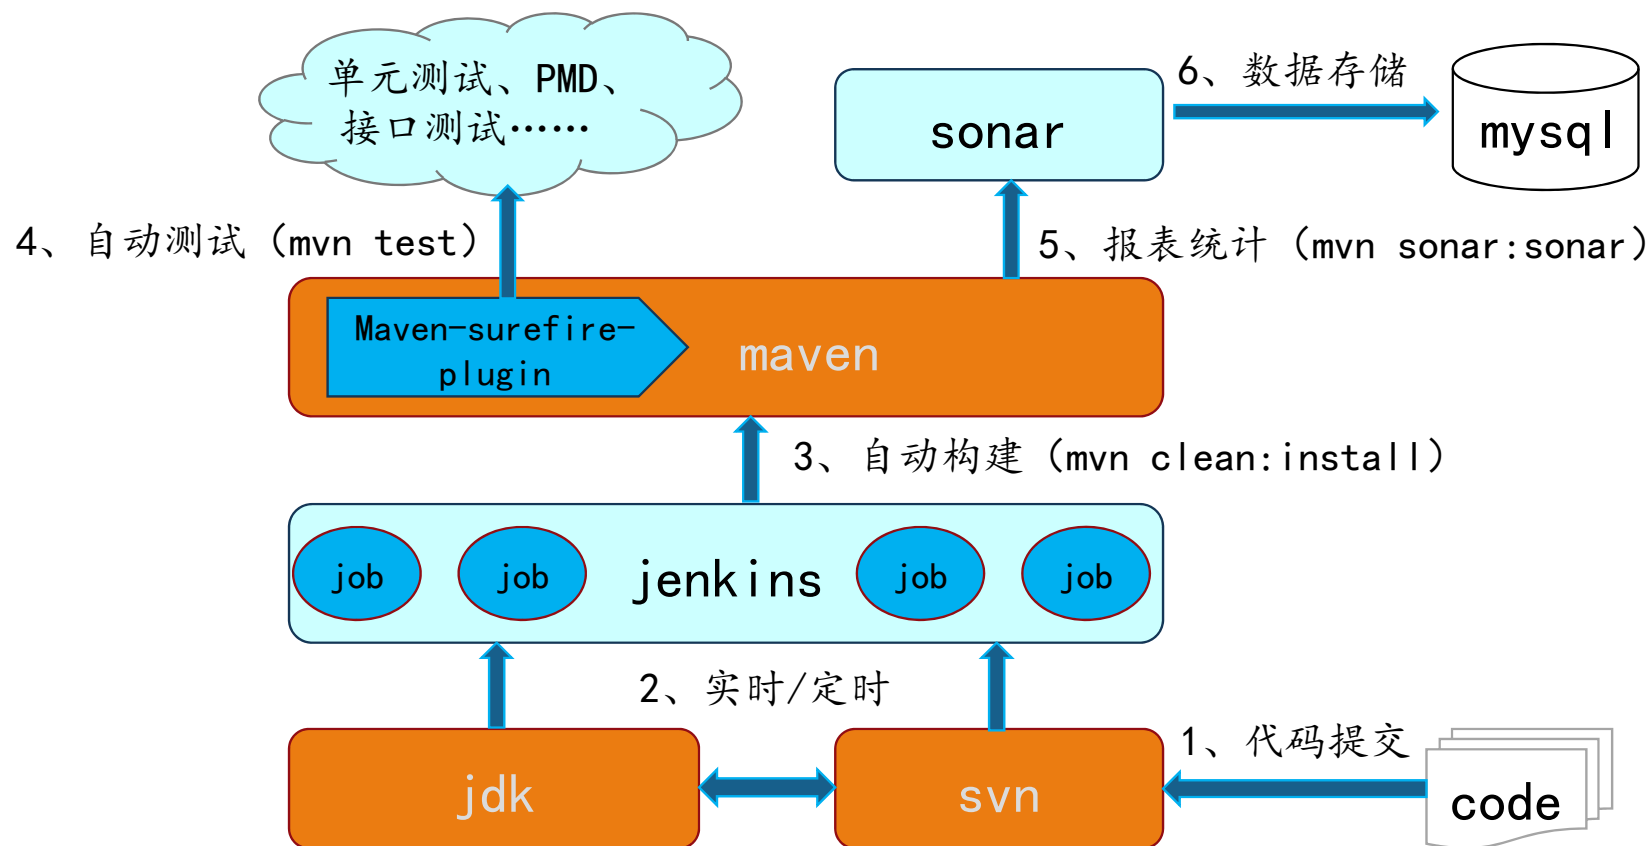 单元测试、PMD、
接口测试……
sonar
6、数据存储
mysql
4、自动测试（mvn test）
5、报表统计（mvn sonar:sonar）
Maven-surefire-
plugin
maven
3、自动构建（mvn clean:install）
job
job
jenkins
job
job
2、实时/定时
jdk
svn
1、代码提交
code